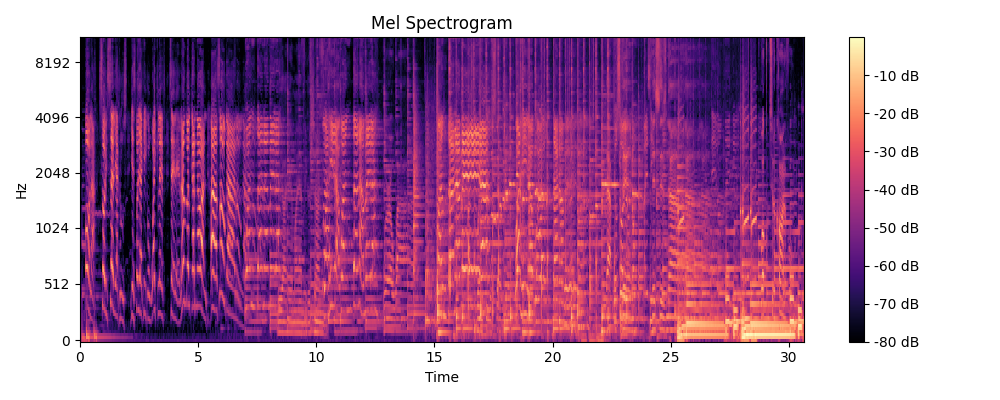 Mel Spectrogram
8192
4096
2048
1024
512
0
Hz
0 5 10 15 20 25 30
Time
-10 dB
-20 dB
-30 dB
-40 dB
-50 dB
-60 dB
-70 dB
-80 dB